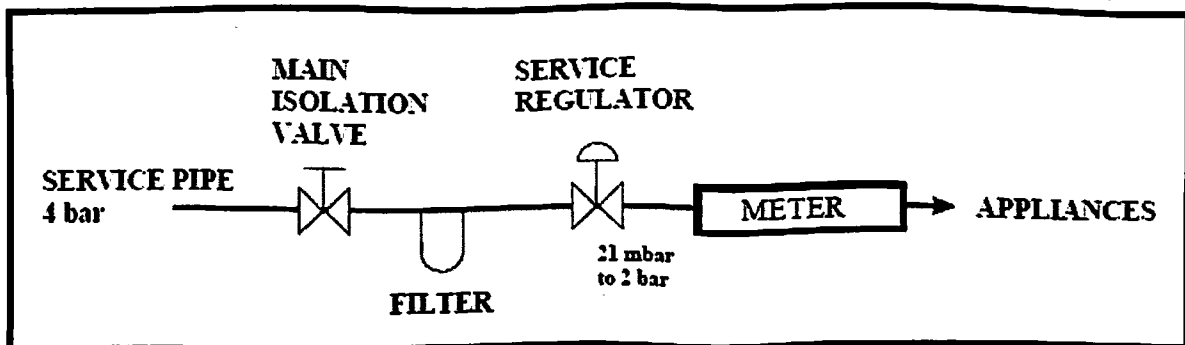 MAIN
ISOLATION
VALVE
SERVICE
REGULATOR
SERVICE PIPE
4 bar
METER
APPLIANCES
21 mbar
to 2 bar
FILTER